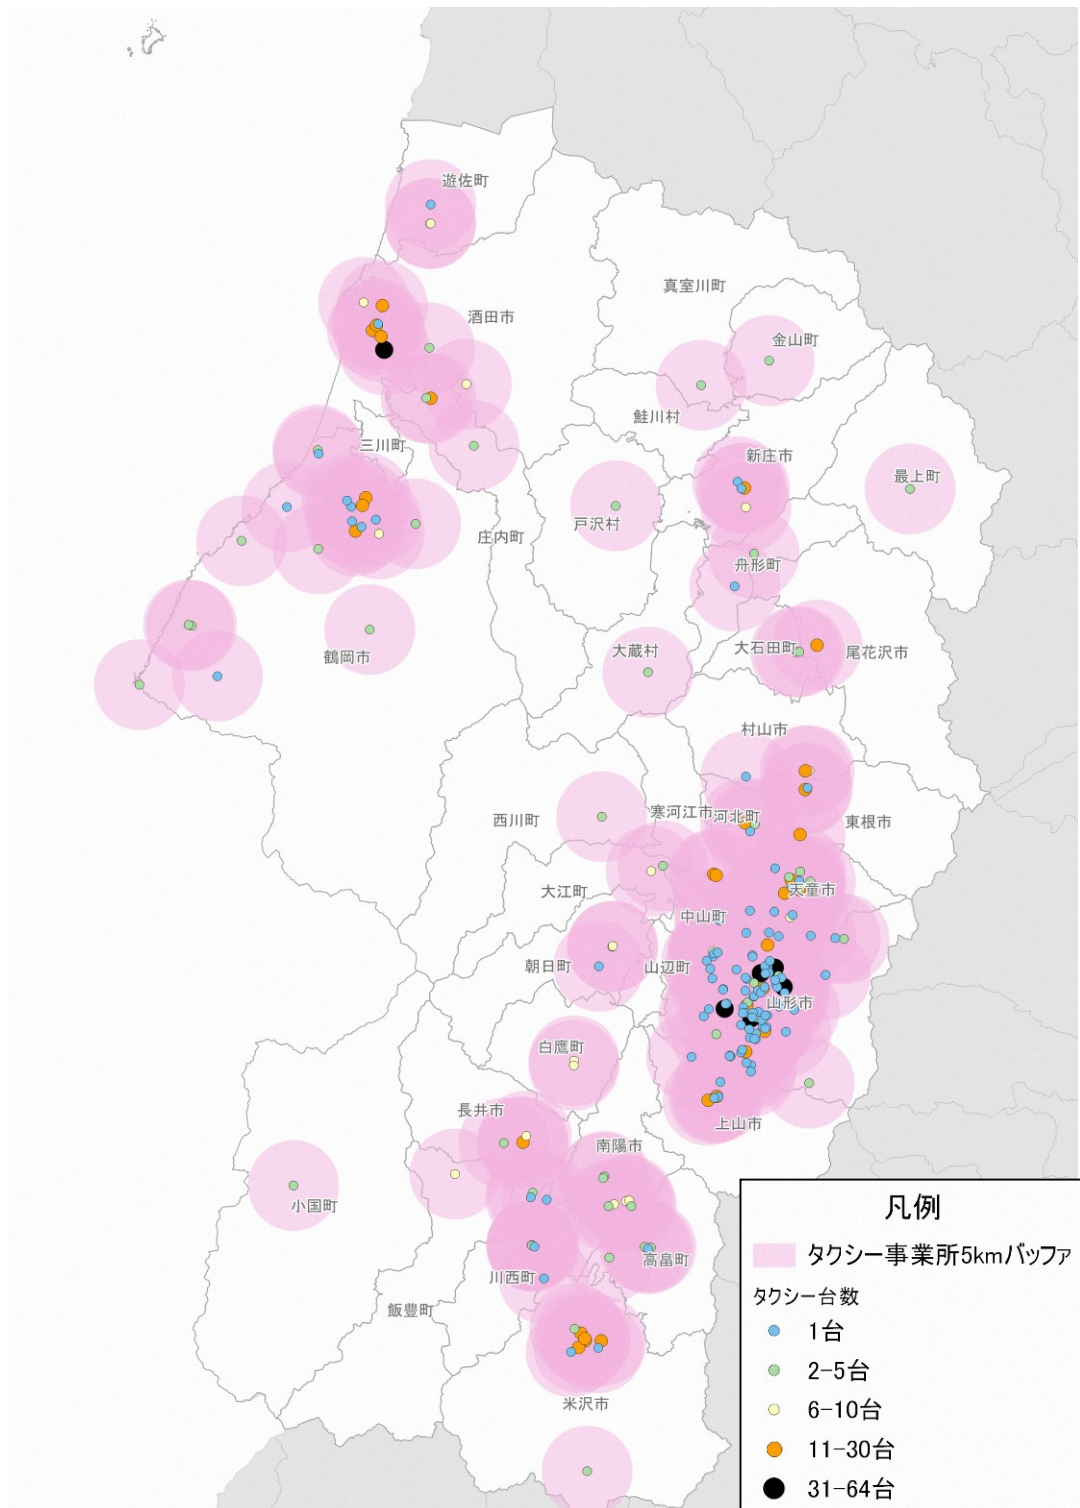 遊佐町
真室川町
酒田市
金山町
鮭川村
三川町
新庄市
最上町
戸沢村
庄内町
舟形町
鶴岡市
大蔵村
大石田町
尾花沢市
村山市
西川町
寒河江市
河北町
東根市
大江町
天童市
中山町
朝日町
山辺町
山形市
白鷹町
長井市
上山市
南陽市
小国町
高畠町
川西町
飯豊町
米沢市
凡例
タクシー事業所5kmバッファ
タクシー台数
1台
2-5台
6-10台
11-30台
31-64台